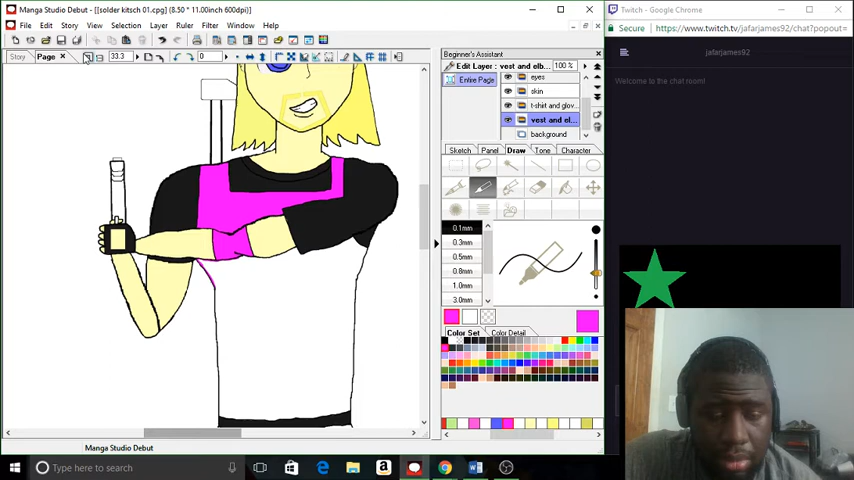 Manga Studio Debut - [[solder kitsch 01.cpg] (8.50 * 11.00inch 600dpi)]
File Edit Story View Selection Layer Ruler Filter Window Help
33.3 0
Story Page
Beginner's Assistant
Edit Layer : vest and elb... 100 %
Entire Page
eyes
skin
t-shirt and glov
vest and el...
background
Sketch Panel Draw Tone Character
0.1mm
0.3mm
0.5mm
0.8mm
1.0mm
3.0mm
Color Set Color Detail
Manga Studio Debut
Type here to search
Twitch - Google Chrome
Secure https://www.twitch.tv/jafarjames92/chat?popout=
jafarjames92
Welcome to the chat room!